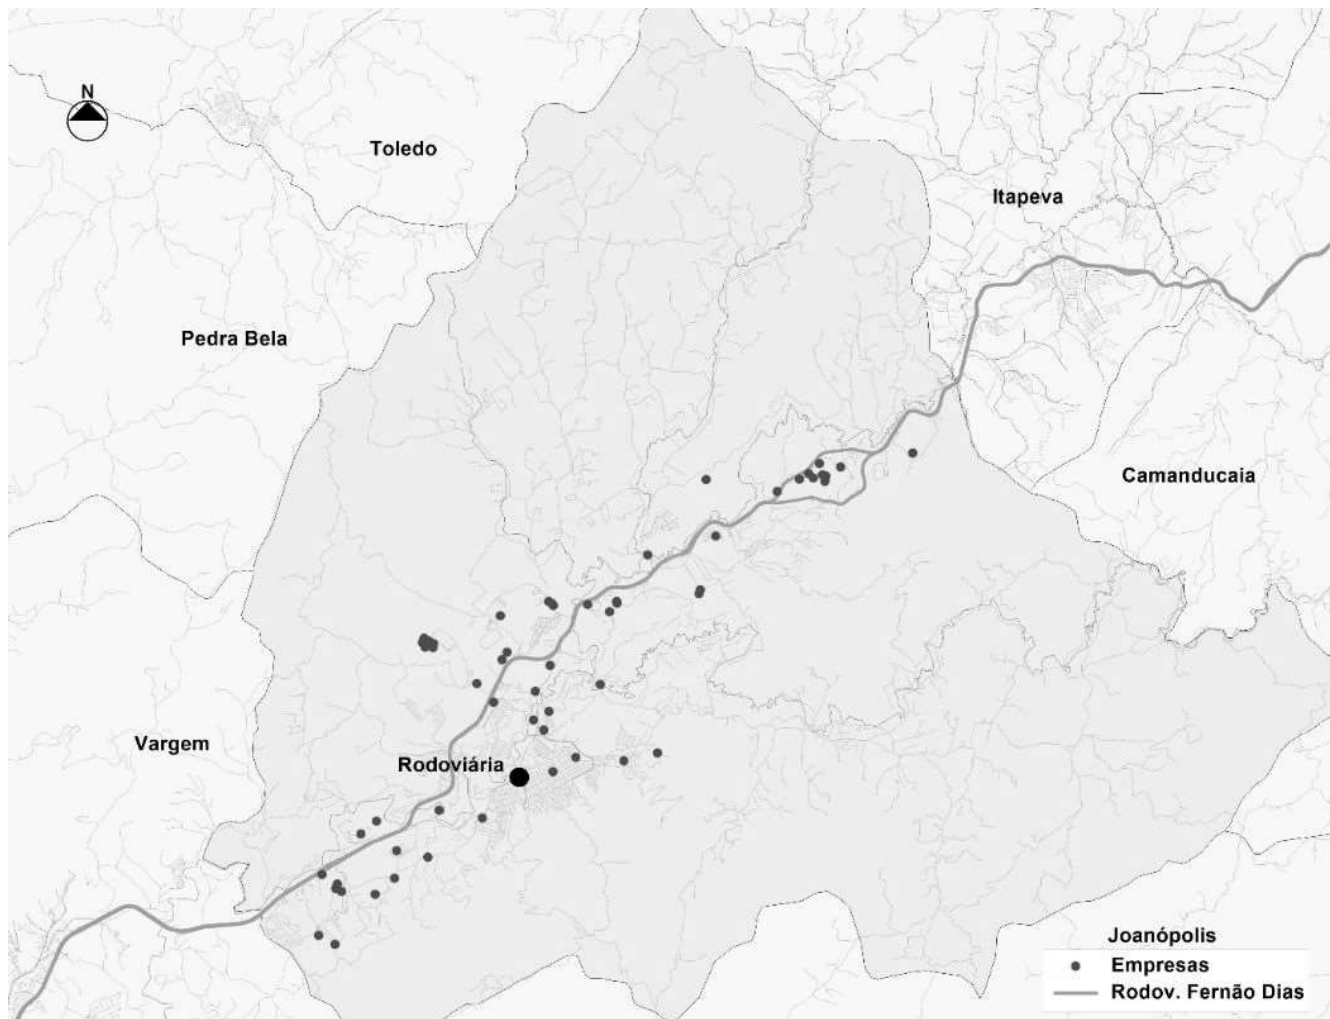 N
Toledo
Itapeva
Pedra Bela
Camanducaia
Vargem
Rodoviária
Joanópolis
Empresas
Rodov. Fernão Dias